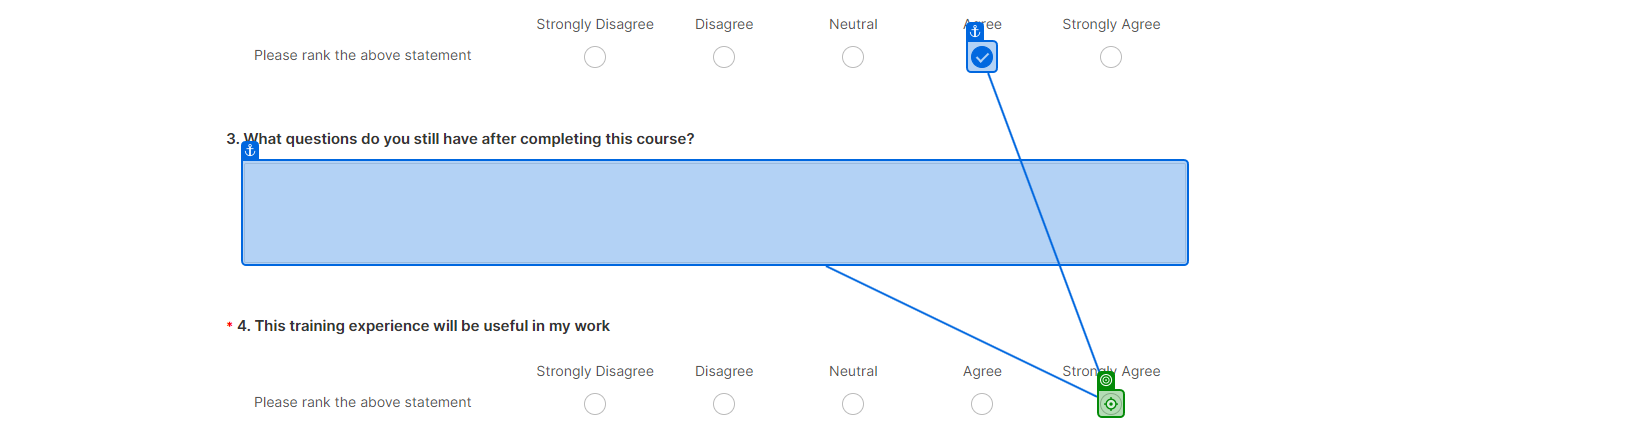 Strongly Disagree Disagree Neutral Agree Strongly Agree
Please rank the above statement
3. What questions do you still have after completing this course?
* 4. This training experience will be useful in my work
Strongly Disagree Disagree Neutral Agree Strongly Agree
Please rank the above statement